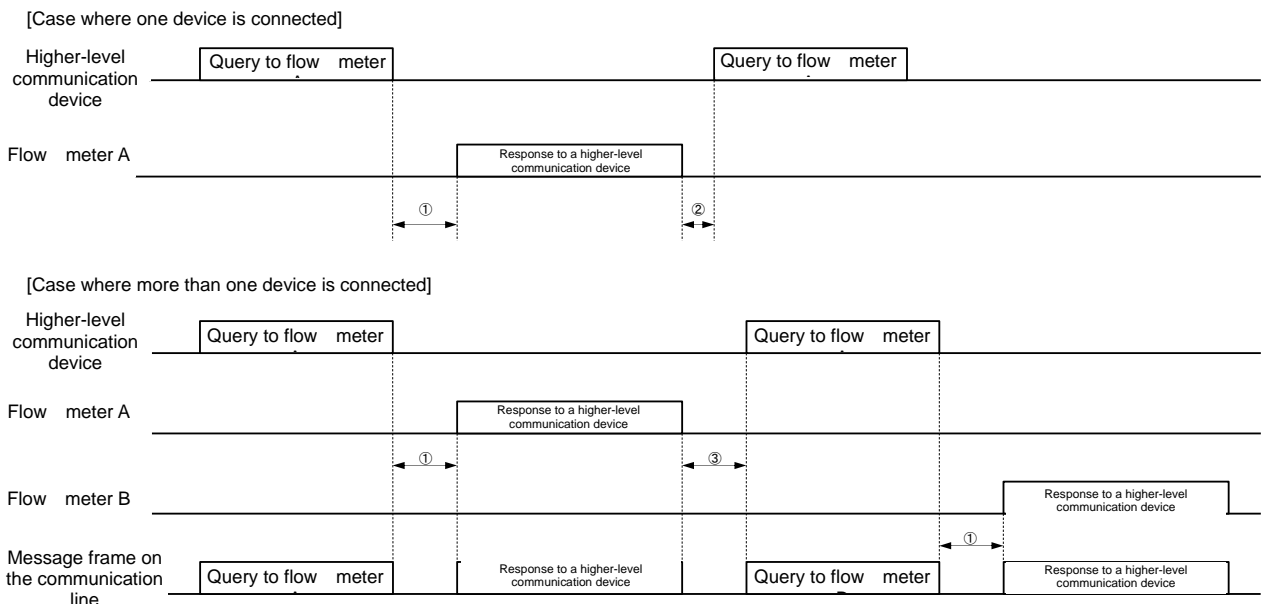 [Case where one device is connected]
Higher-level
communication
device
Query to flow meter
Query to flow meter
Flow meter A
Response to a higher-level
communication device
①
②
[Case where more than one device is connected]
Higher-level
communication
device
Query to flow meter
Query to flow meter
Flow meter A
Response to a higher-level
communication device
①
③
Flow meter B
Response to a higher-level
communication device
①
Message frame on
the communication
line
Query to flow meter
Response to a higher-level
communication device
Query to flow meter
Response to a higher-level
communication device